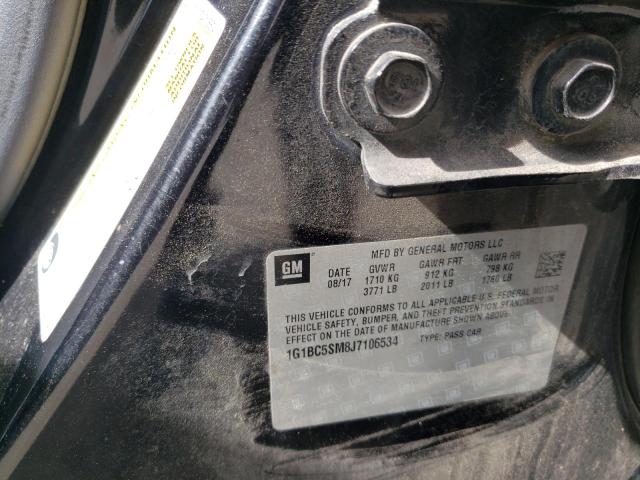 GM
MFD BY GENERAL MOTORS LLC
DATE GVWR GAWR FRT GAWR RR
08/17 1710 KG 912 KG 798 KG
3771 LB 2011 LB 1760 LB
THIS VEHICLE CONFORMS TO ALL APPLICABLE U.S. FEDERAL MOTOR
VEHICLE SAFETY, BUMPER, AND THEFT PREVENTION STANDARDS IN
EFFECT ON THE DATE OF MANUFACTURE SHOWN ABOVE.
1G1BC5SM8J7106534 TYPE: PASS CAR